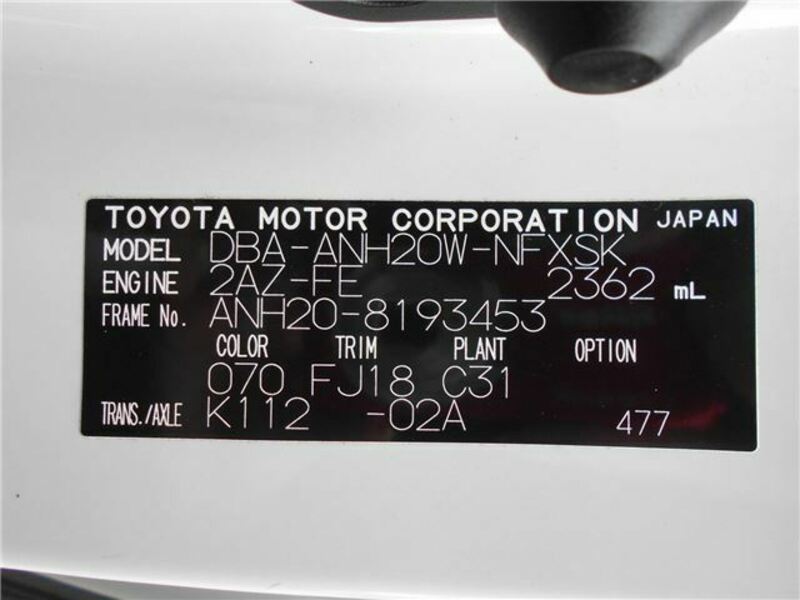 TOYOTA MOTOR CORPORATION JAPAN
MODEL DBA-ANH20W-NFXSK
ENGINE 2AZ-FE 2362 mL
FRAME No. ANH20-8193453
COLOR TRIM PLANT OPTION
070 FJ18 C31
TRANS./AXLE K112 -02A 477